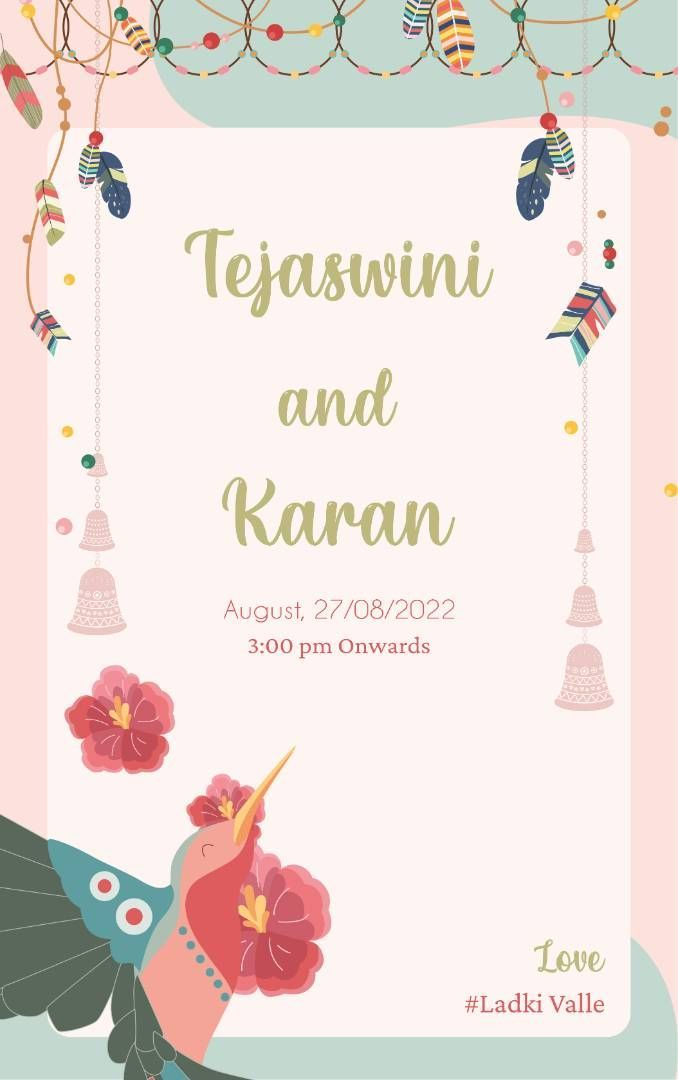 Tejaswini
and
Karan
August, 27/08/2022
3:00 pm Onwards
Love
#Ladki Valle